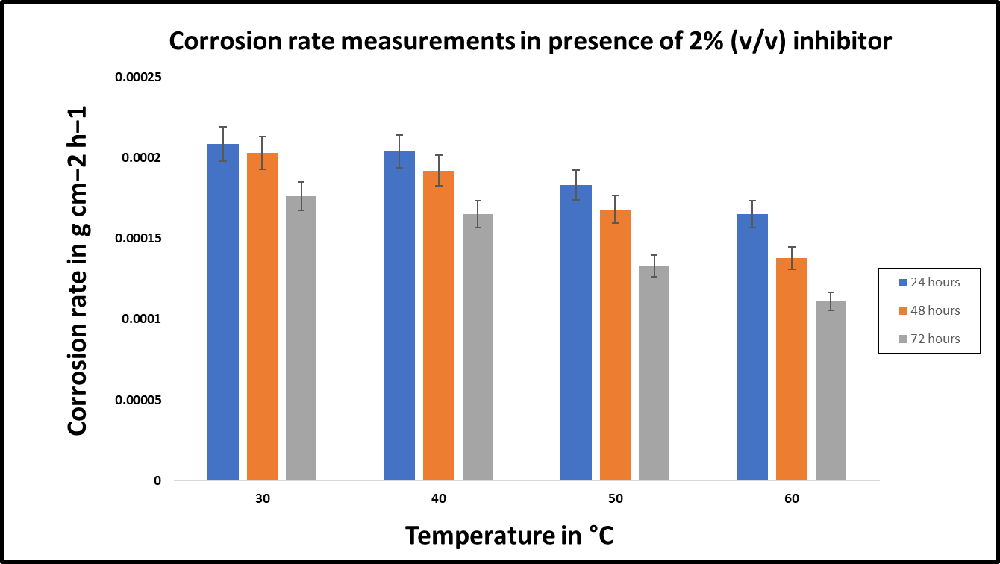 Corrosion rate measurements in presence of 2% (v/v) inhibitor
Corrosion rate in g cm−2 h−1
0.00025
0.0002
0.00015
0.0001
0.00005
0
30 40 50 60
Temperature in °C
24 hours
48 hours
72 hours